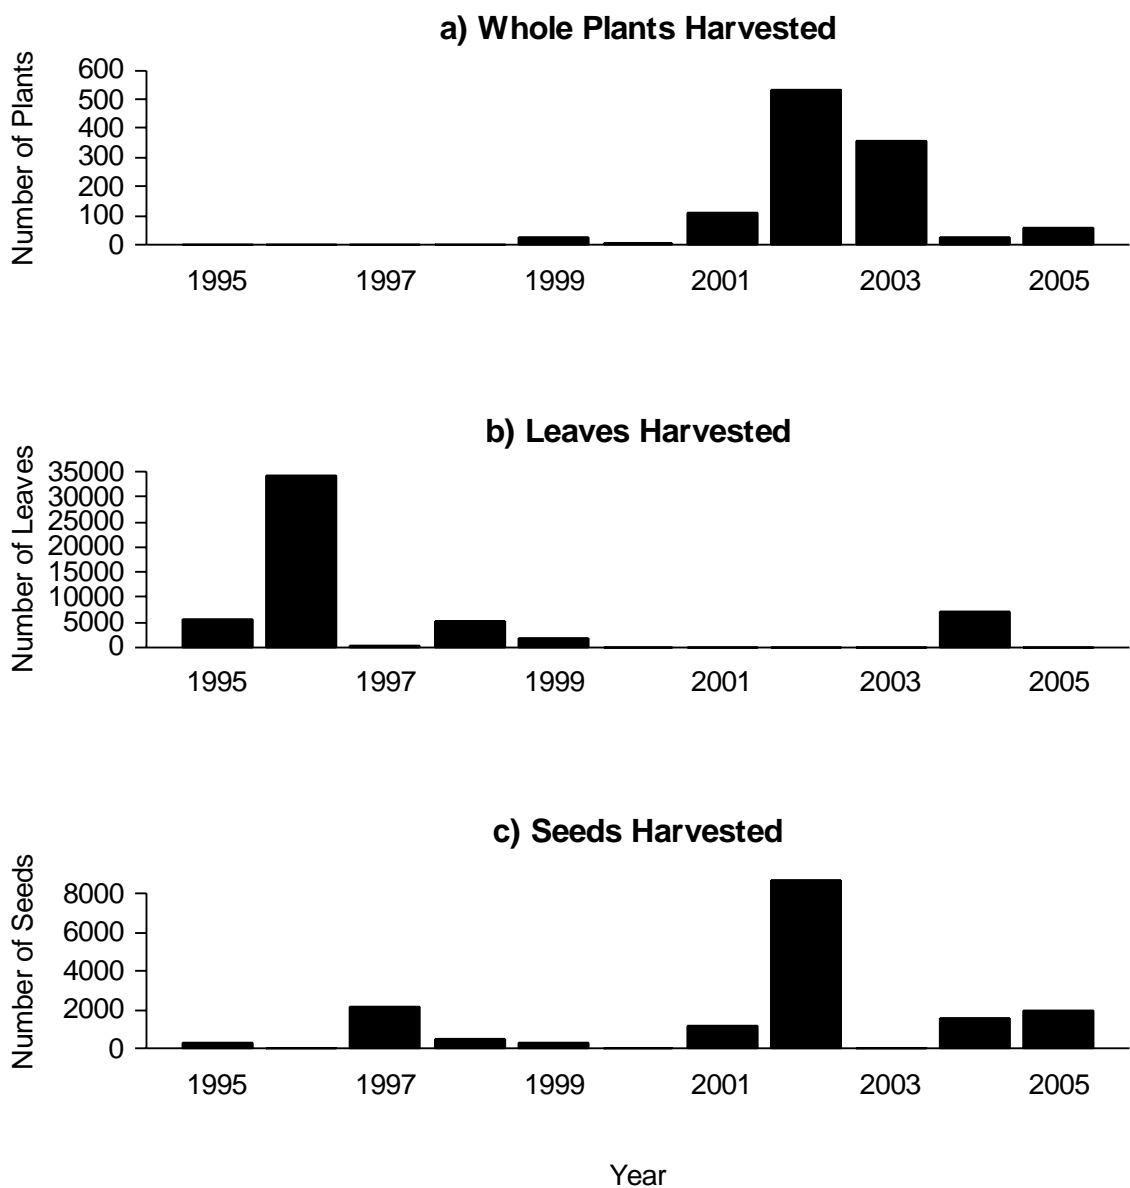 a) Whole Plants Harvested
Number of Plants
600
500
400
300
200
100
0
1995 1997 1999 2001 2003 2005
b) Leaves Harvested
Number of Leaves
35000
30000
25000
20000
15000
10000
5000
0
1995 1997 1999 2001 2003 2005
c) Seeds Harvested
Number of Seeds
8000
6000
4000
2000
0
1995 1997 1999 2001 2003 2005
Year